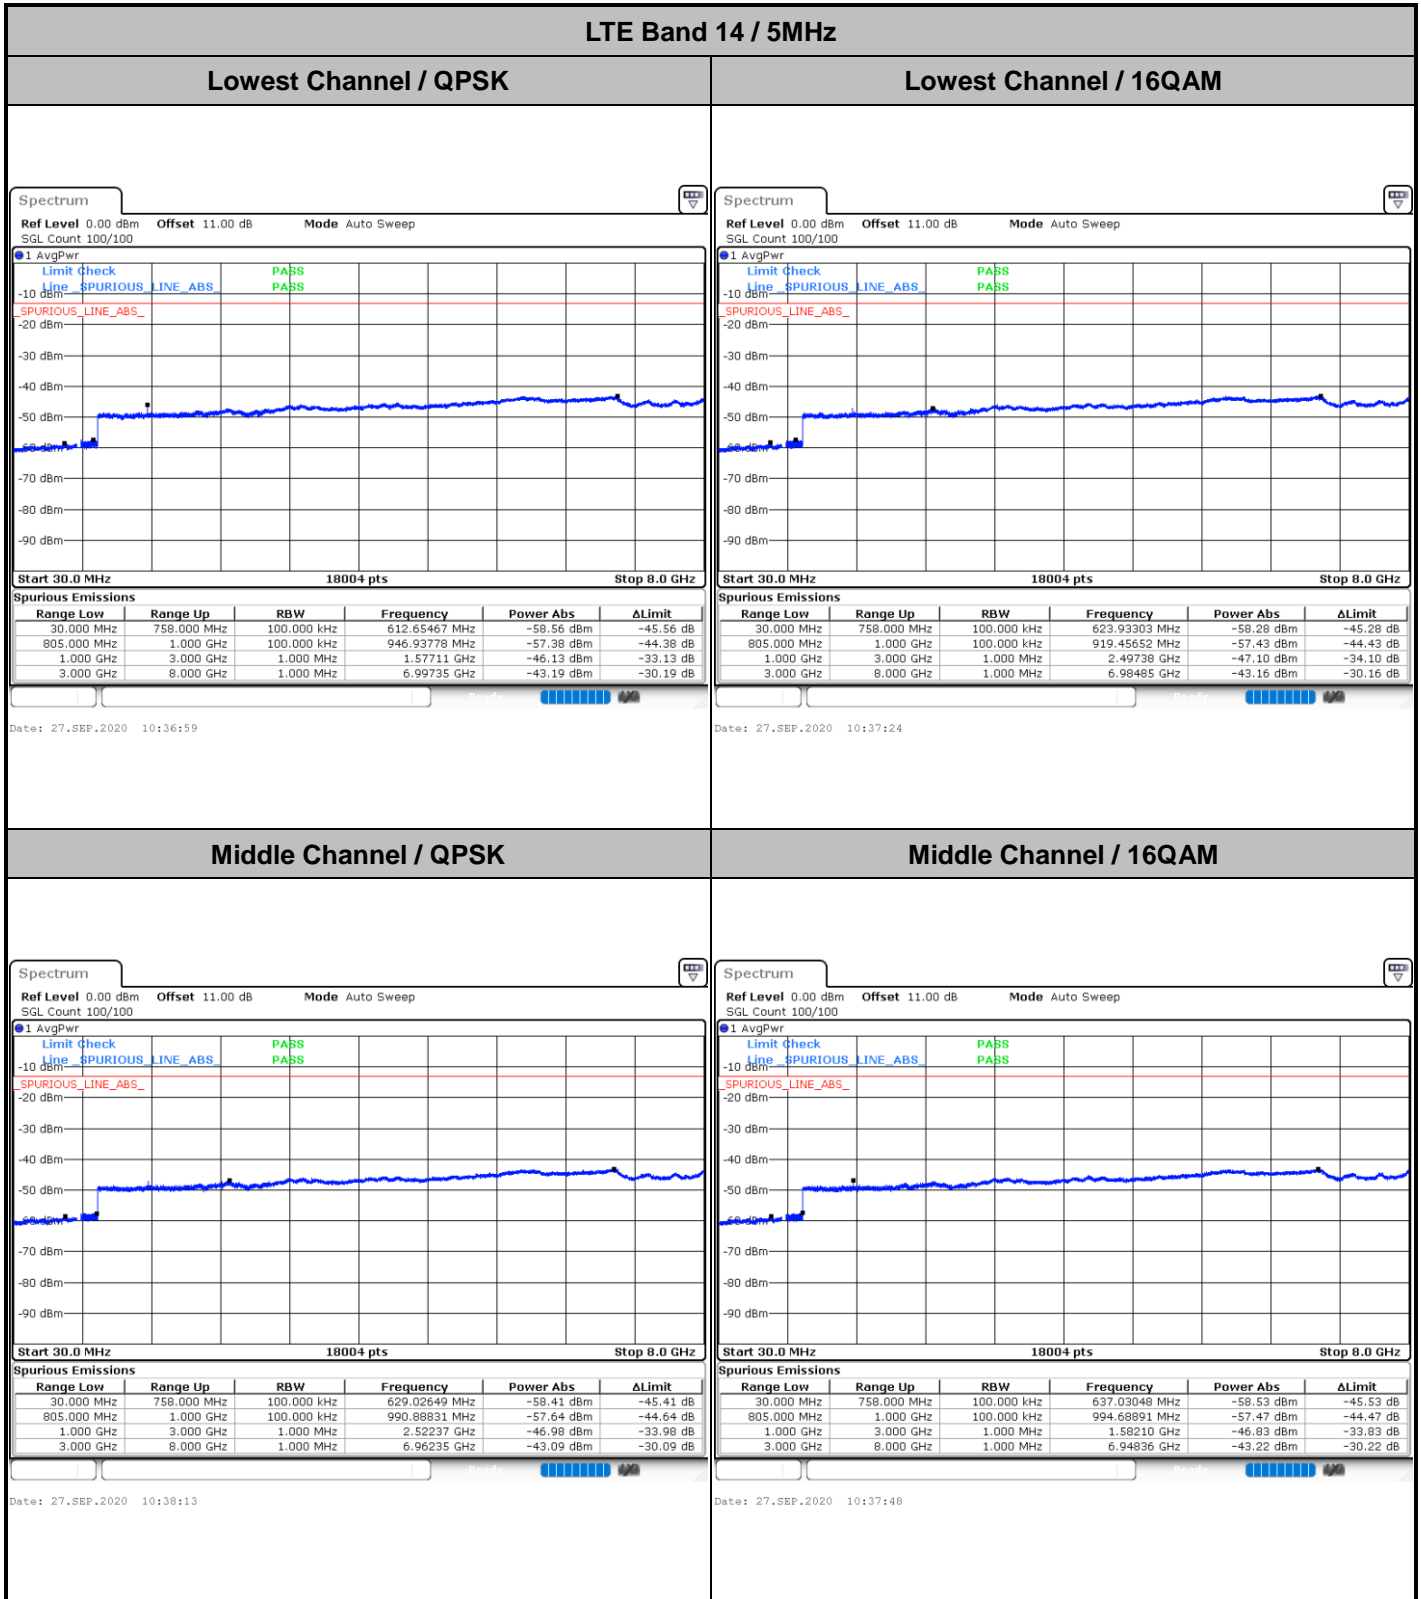 LTE Band 14 / 5MHz
Lowest Channel / QPSK
Lowest Channel / 16QAM
Spectrum
Ref Level 0.00 dBm Offset 11.00 dB Mode Auto Sweep
SGL Count 100/100
1 AvgPwr
Limit Check PASS
Line _SPURIOUS_LINE_ABS_ PASS
-10 dBm
_SPURIOUS_LINE_ABS_
-20 dBm
-30 dBm
-40 dBm
-50 dBm
-60 dBm
-70 dBm
-80 dBm
-90 dBm
Start 30.0 MHz 18004 pts Stop 8.0 GHz
Spurious Emissions
Range Low Range Up RBW Frequency Power Abs ΔLimit
30.000 MHz 758.000 MHz 100.000 kHz 612.65467 MHz -58.56 dBm -45.56 dB
805.000 MHz 1.000 GHz 100.000 kHz 946.93778 MHz -57.38 dBm -44.38 dB
1.000 GHz 3.000 GHz 1.000 MHz 1.57711 GHz -46.13 dBm -33.13 dB
3.000 GHz 8.000 GHz 1.000 MHz 6.99735 GHz -43.19 dBm -30.19 dB
Ready
Date: 27.SEP.2020 10:36:59
Spectrum
Ref Level 0.00 dBm Offset 11.00 dB Mode Auto Sweep
SGL Count 100/100
1 AvgPwr
Limit Check PASS
Line _SPURIOUS_LINE_ABS_ PASS
-10 dBm
_SPURIOUS_LINE_ABS_
-20 dBm
-30 dBm
-40 dBm
-50 dBm
-60 dBm
-70 dBm
-80 dBm
-90 dBm
Start 30.0 MHz 18004 pts Stop 8.0 GHz
Spurious Emissions
Range Low Range Up RBW Frequency Power Abs ΔLimit
30.000 MHz 758.000 MHz 100.000 kHz 623.93303 MHz -58.28 dBm -45.28 dB
805.000 MHz 1.000 GHz 100.000 kHz 919.45652 MHz -57.43 dBm -44.43 dB
1.000 GHz 3.000 GHz 1.000 MHz 2.49738 GHz -47.10 dBm -34.10 dB
3.000 GHz 8.000 GHz 1.000 MHz 6.98485 GHz -43.16 dBm -30.16 dB
Ready
Date: 27.SEP.2020 10:37:24
Middle Channel / QPSK
Middle Channel / 16QAM
Spectrum
Ref Level 0.00 dBm Offset 11.00 dB Mode Auto Sweep
SGL Count 100/100
1 AvgPwr
Limit Check PASS
Line _SPURIOUS_LINE_ABS_ PASS
-10 dBm
_SPURIOUS_LINE_ABS_
-20 dBm
-30 dBm
-40 dBm
-50 dBm
-60 dBm
-70 dBm
-80 dBm
-90 dBm
Start 30.0 MHz 18004 pts Stop 8.0 GHz
Spurious Emissions
Range Low Range Up RBW Frequency Power Abs ΔLimit
30.000 MHz 758.000 MHz 100.000 kHz 629.02649 MHz -58.41 dBm -45.41 dB
805.000 MHz 1.000 GHz 100.000 kHz 990.88831 MHz -57.64 dBm -44.64 dB
1.000 GHz 3.000 GHz 1.000 MHz 2.52237 GHz -46.98 dBm -33.98 dB
3.000 GHz 8.000 GHz 1.000 MHz 6.96235 GHz -43.09 dBm -30.09 dB
Ready
Date: 27.SEP.2020 10:38:13
Spectrum
Ref Level 0.00 dBm Offset 11.00 dB Mode Auto Sweep
SGL Count 100/100
1 AvgPwr
Limit Check PASS
Line _SPURIOUS_LINE_ABS_ PASS
-10 dBm
_SPURIOUS_LINE_ABS_
-20 dBm
-30 dBm
-40 dBm
-50 dBm
-60 dBm
-70 dBm
-80 dBm
-90 dBm
Start 30.0 MHz 18004 pts Stop 8.0 GHz
Spurious Emissions
Range Low Range Up RBW Frequency Power Abs ΔLimit
30.000 MHz 758.000 MHz 100.000 kHz 637.03048 MHz -58.53 dBm -45.53 dB
805.000 MHz 1.000 GHz 100.000 kHz 994.68891 MHz -57.47 dBm -44.47 dB
1.000 GHz 3.000 GHz 1.000 MHz 1.58210 GHz -46.83 dBm -33.83 dB
3.000 GHz 8.000 GHz 1.000 MHz 6.94836 GHz -43.22 dBm -30.22 dB
Ready
Date: 27.SEP.2020 10:37:48